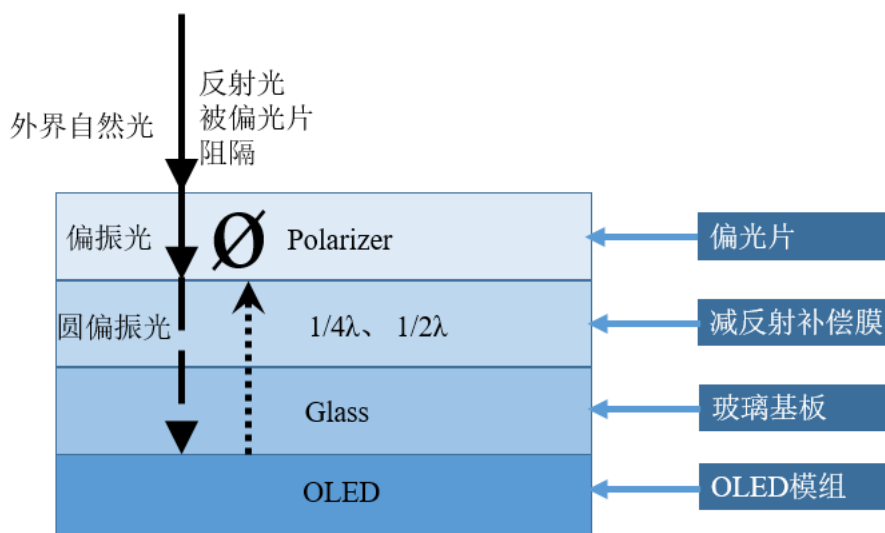 外界自然光
反射光
被偏光片
阻隔
偏振光
Ø
Polarizer
偏光片
圆偏振光
1/4λ、1/2λ
减反射补偿膜
Glass
玻璃基板
OLED
OLED模组